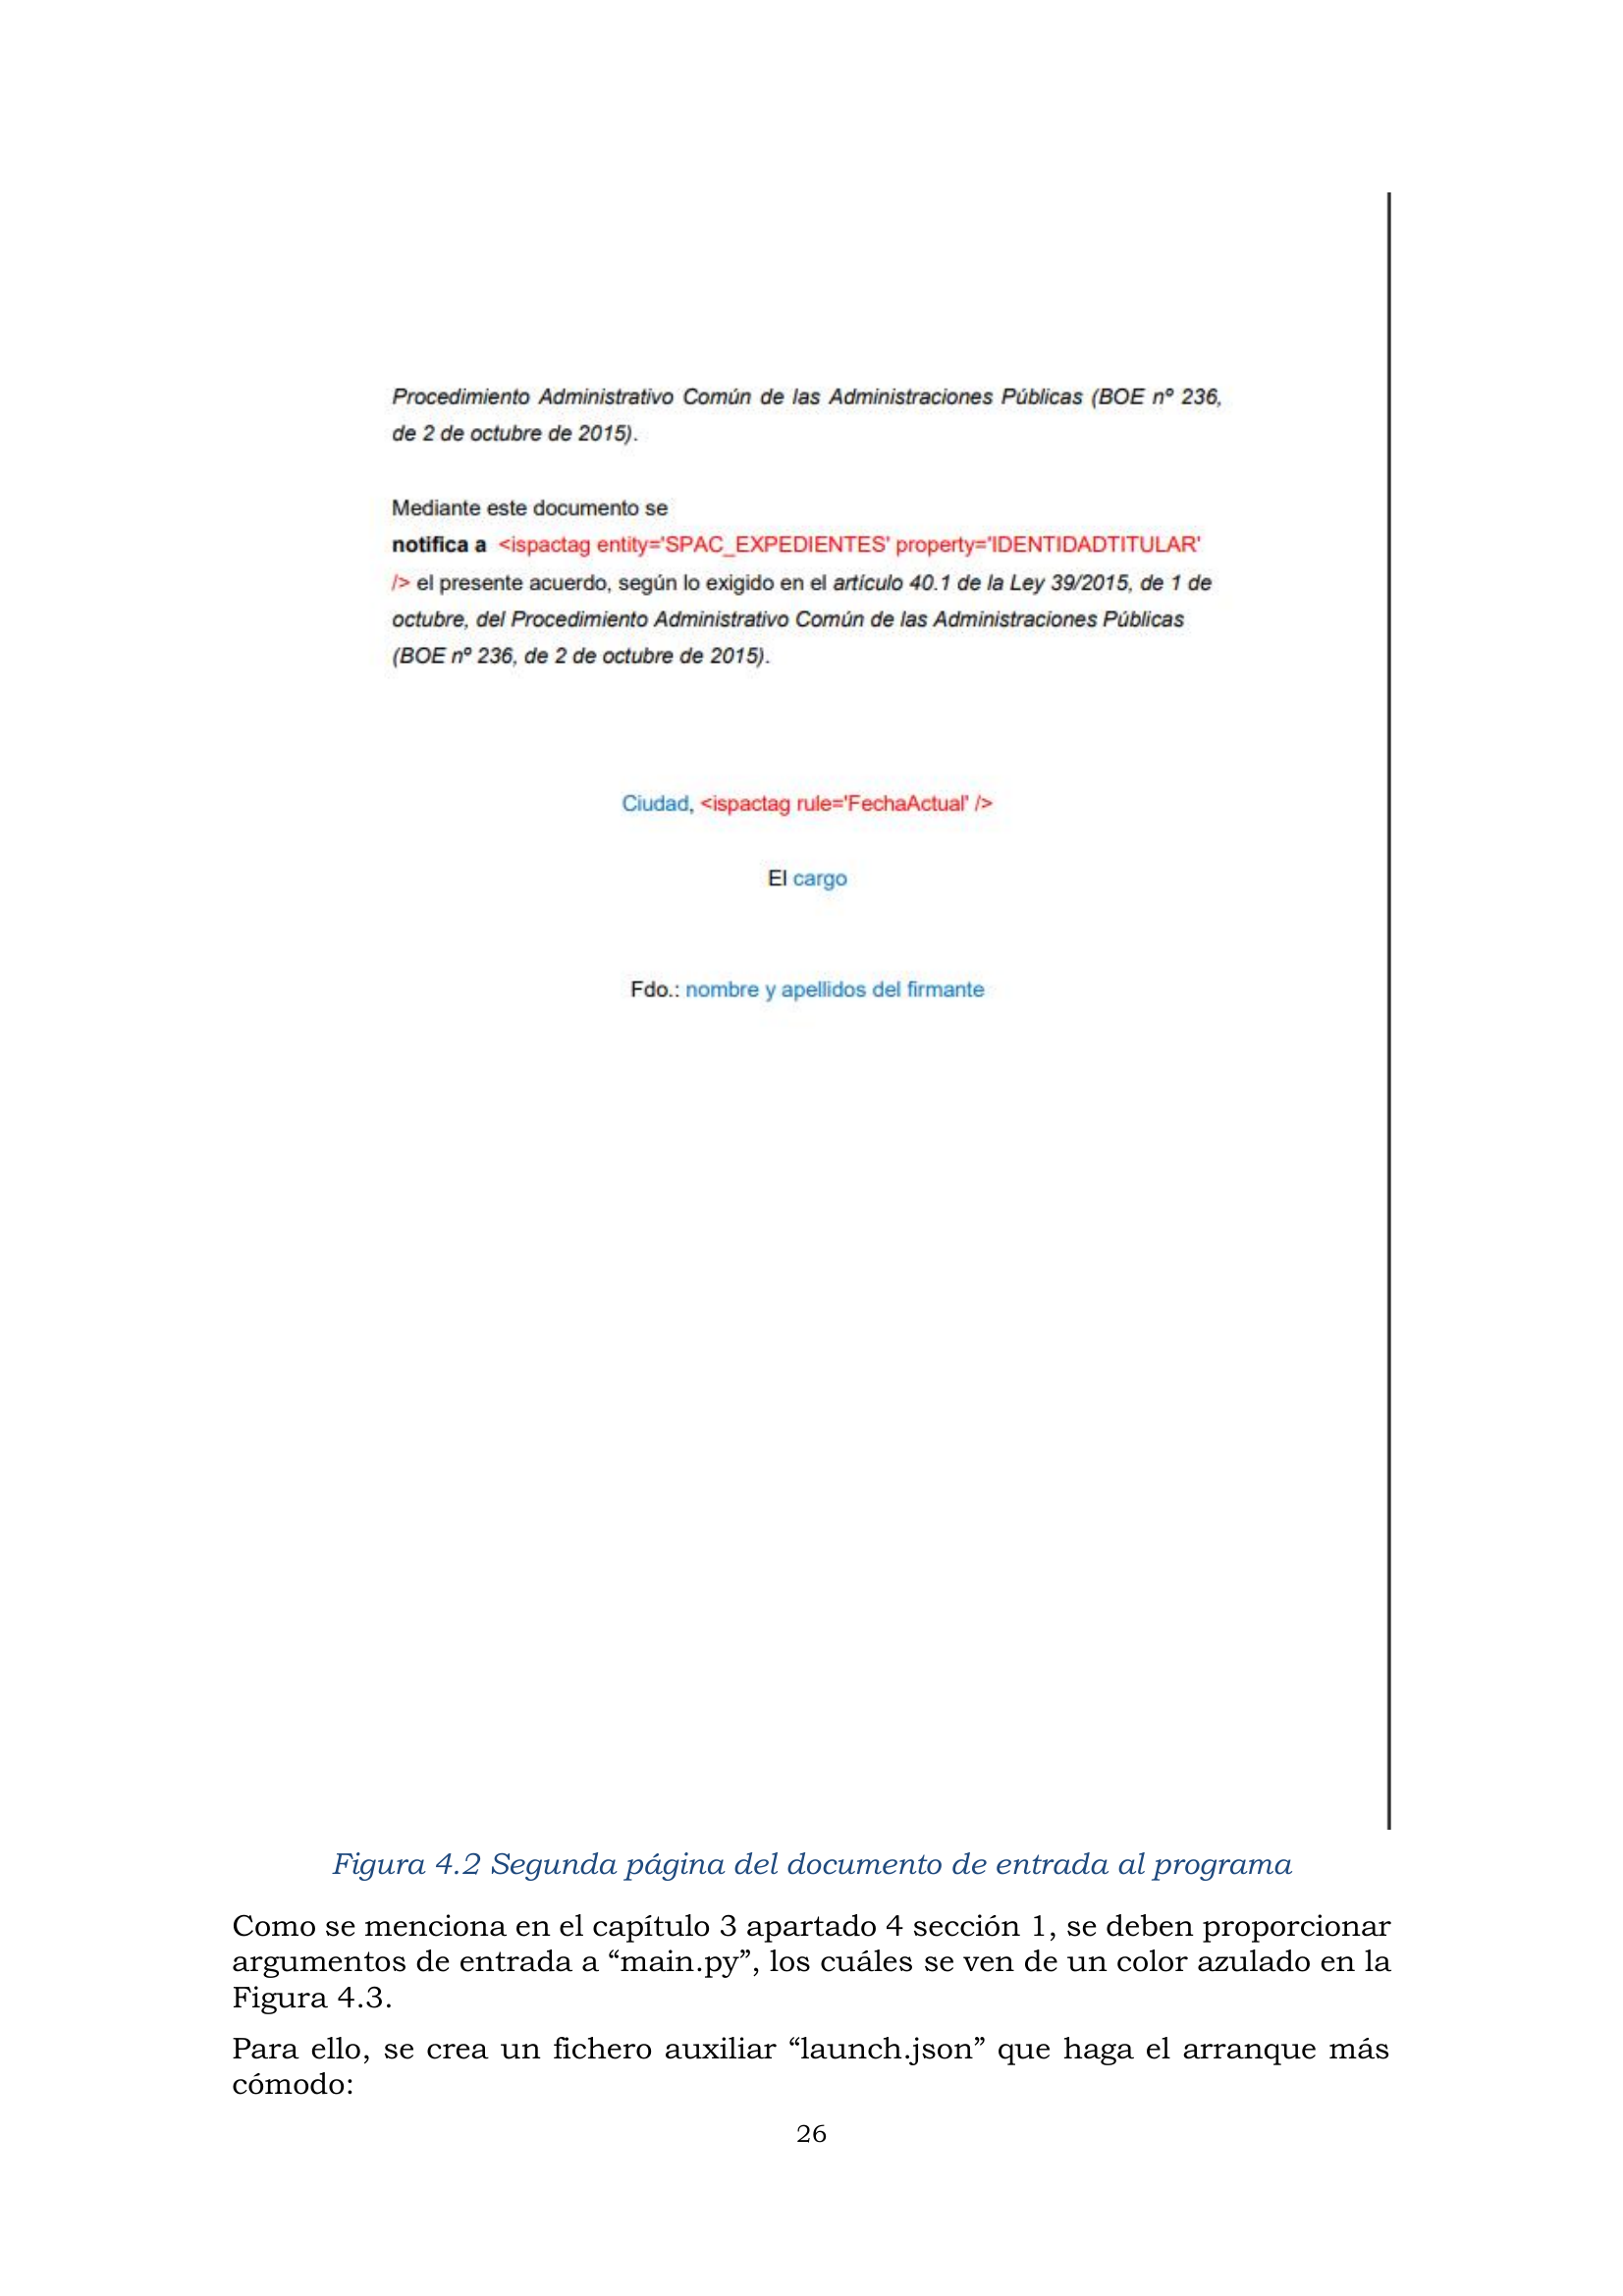 Procedimiento Administrativo Común de las Administraciones Públicas (BOE nº 236,
de 2 de octubre de 2015).
Mediante este documento se
notifica a <ispactag entity='SPAC_EXPEDIENTES' property='IDENTIDADTITULAR'
/> el presente acuerdo, según lo exigido en el artículo 40.1 de la Ley 39/2015, de 1 de
octubre, del Procedimiento Administrativo Común de las Administraciones Públicas
(BOE nº 236, de 2 de octubre de 2015).
Ciudad, <ispactag rule='FechaActual' />
El cargo
Fdo.: nombre y apellidos del firmante
Figura 4.2 Segunda página del documento de entrada al programa
Como se menciona en el capítulo 3 apartado 4 sección 1, se deben proporcionar
argumentos de entrada a “main.py”, los cuáles se ven de un color azulado en la
Figura 4.3.
Para ello, se crea un fichero auxiliar “launch.json” que haga el arranque más
cómodo:
26